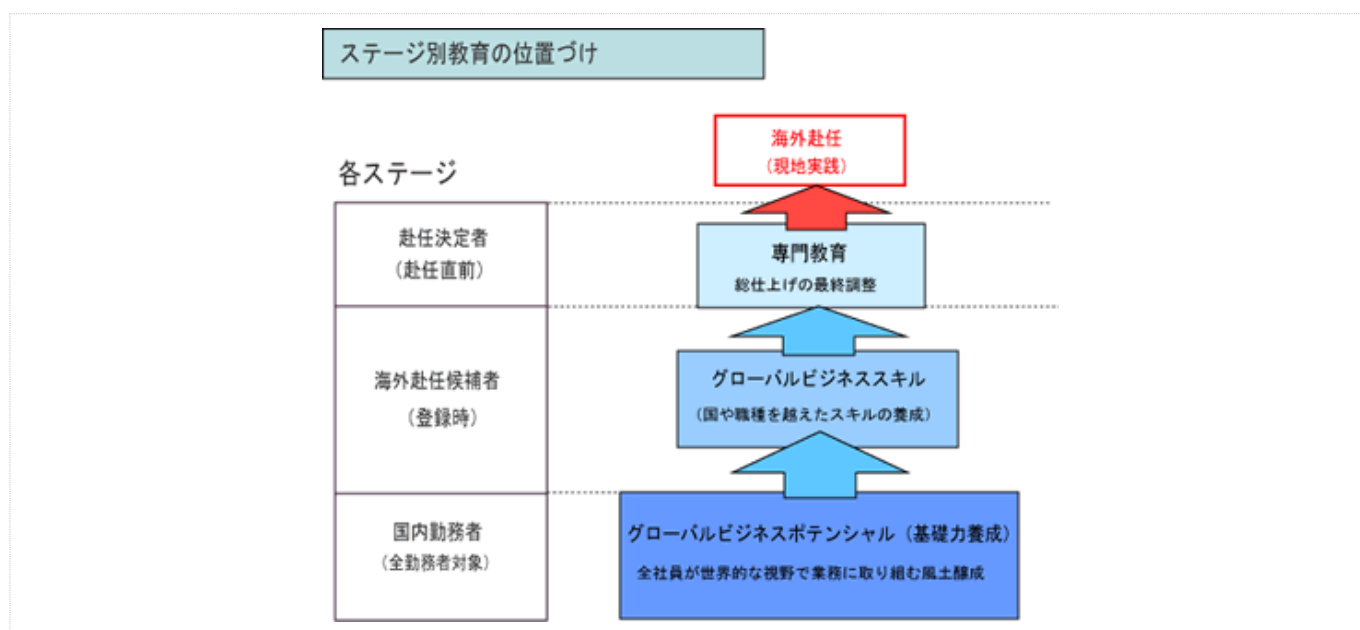 ステージ別教育の位置づけ
海外赴任
(現地実践)
各ステージ
赴任決定者
(赴任直前)
専門教育
総仕上げの最終調整
海外赴任候補者
(登録時)
グローバルビジネススキル
(国や職種を越えたスキルの養成)
国内勤務者
(全勤務者対象)
グローバルビジネスポテンシャル(基礎力養成)
全社員が世界的な視野で業務に取り組む風土醸成